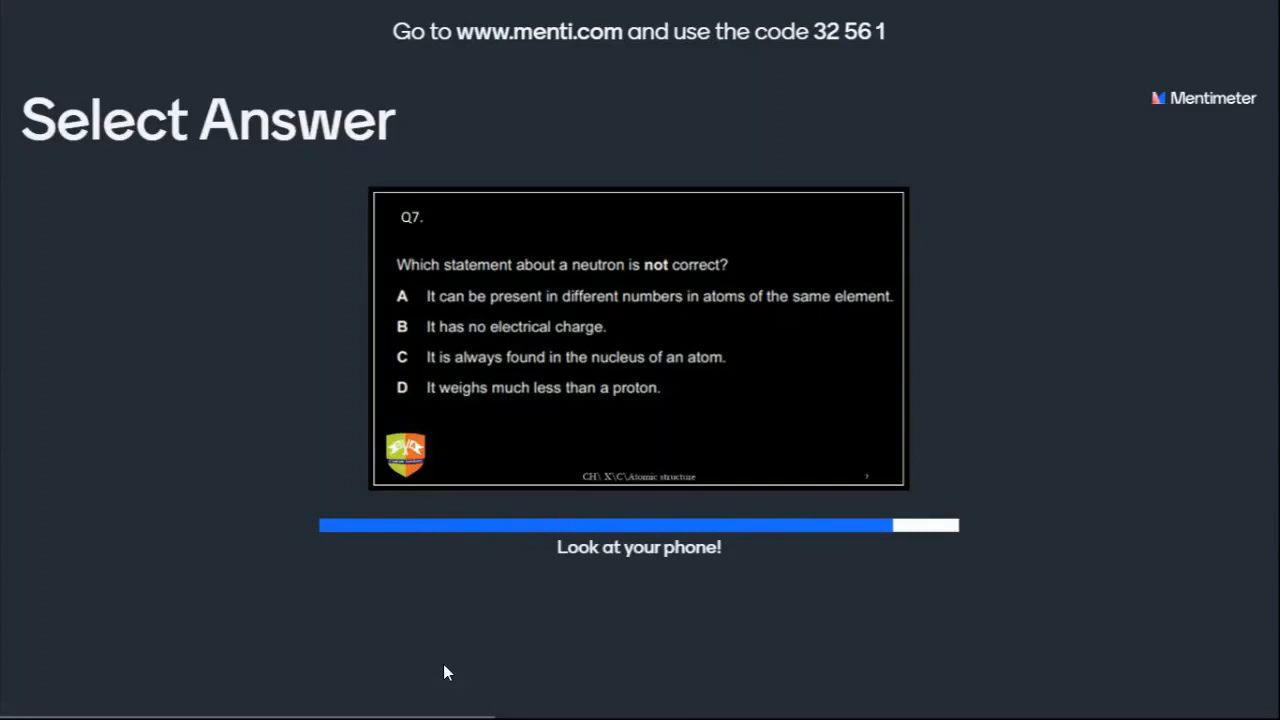 Go to www.menti.com and use the code 32 56 1
Mentimeter
Select Answer
Q7.
Which statement about a neutron is not correct?
A It can be present in different numbers in atoms of the same element.
B It has no electrical charge.
C It is always found in the nucleus of an atom.
D It weighs much less than a proton.
CH\ X\C\Atomic structure
7
Look at your phone!